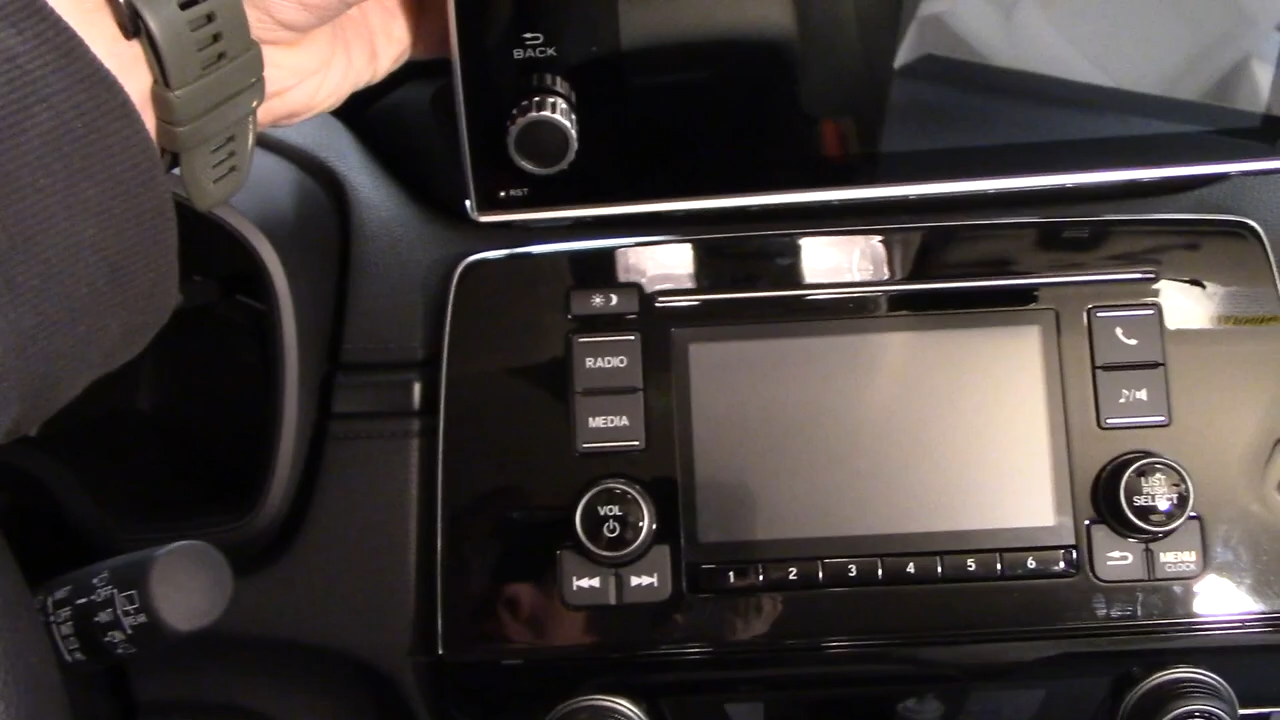 BACK
RST
RADIO
MEDIA
VOL
LIST
PUSH
SELECT
1 2 3 4 5 6
MENU
CLOCK